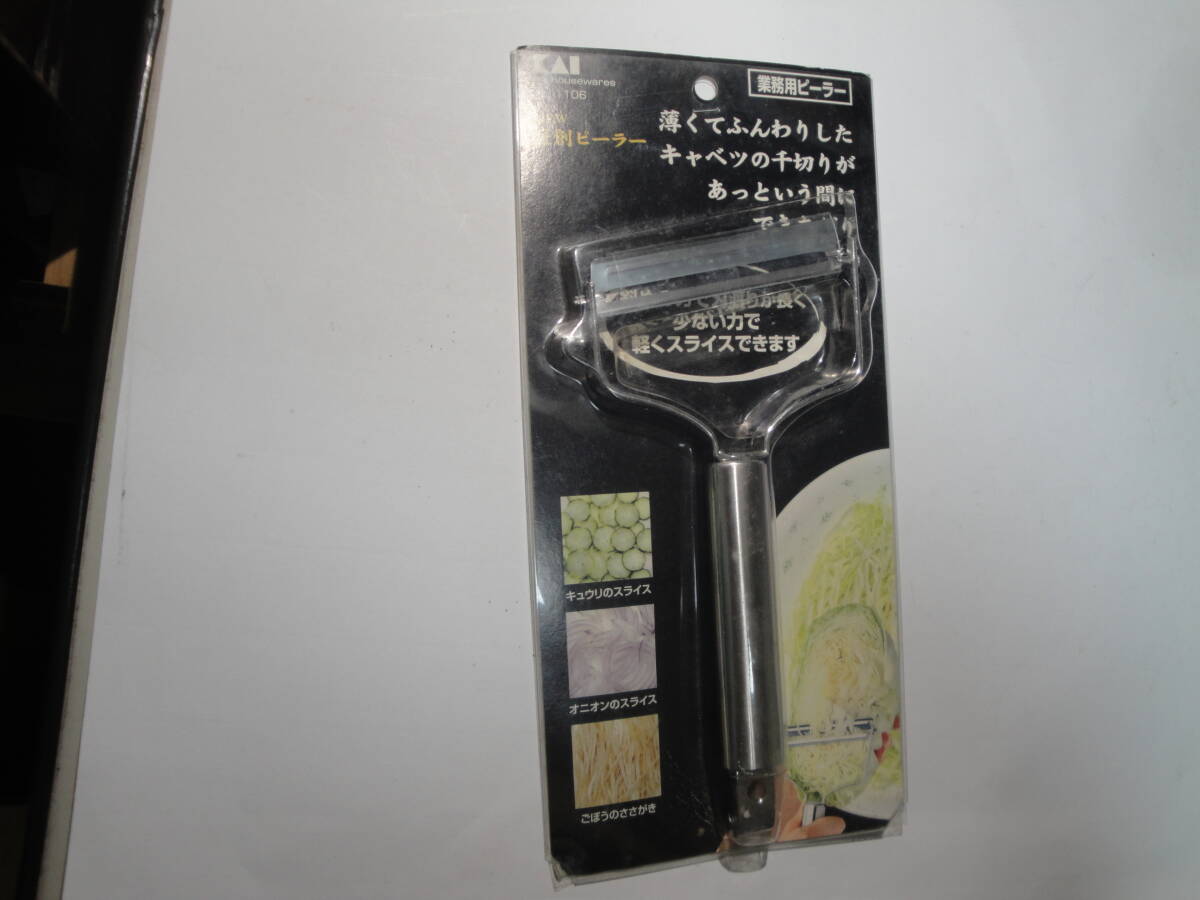 KAI
housewares
106
業務用ピーラー
ピーラー
薄くてふんわりした
キャベツの千切りが
あっという間に
少ない力で
軽くスライスできます
キュウリのスライス
オニオンのスライス
ごぼうのささがき